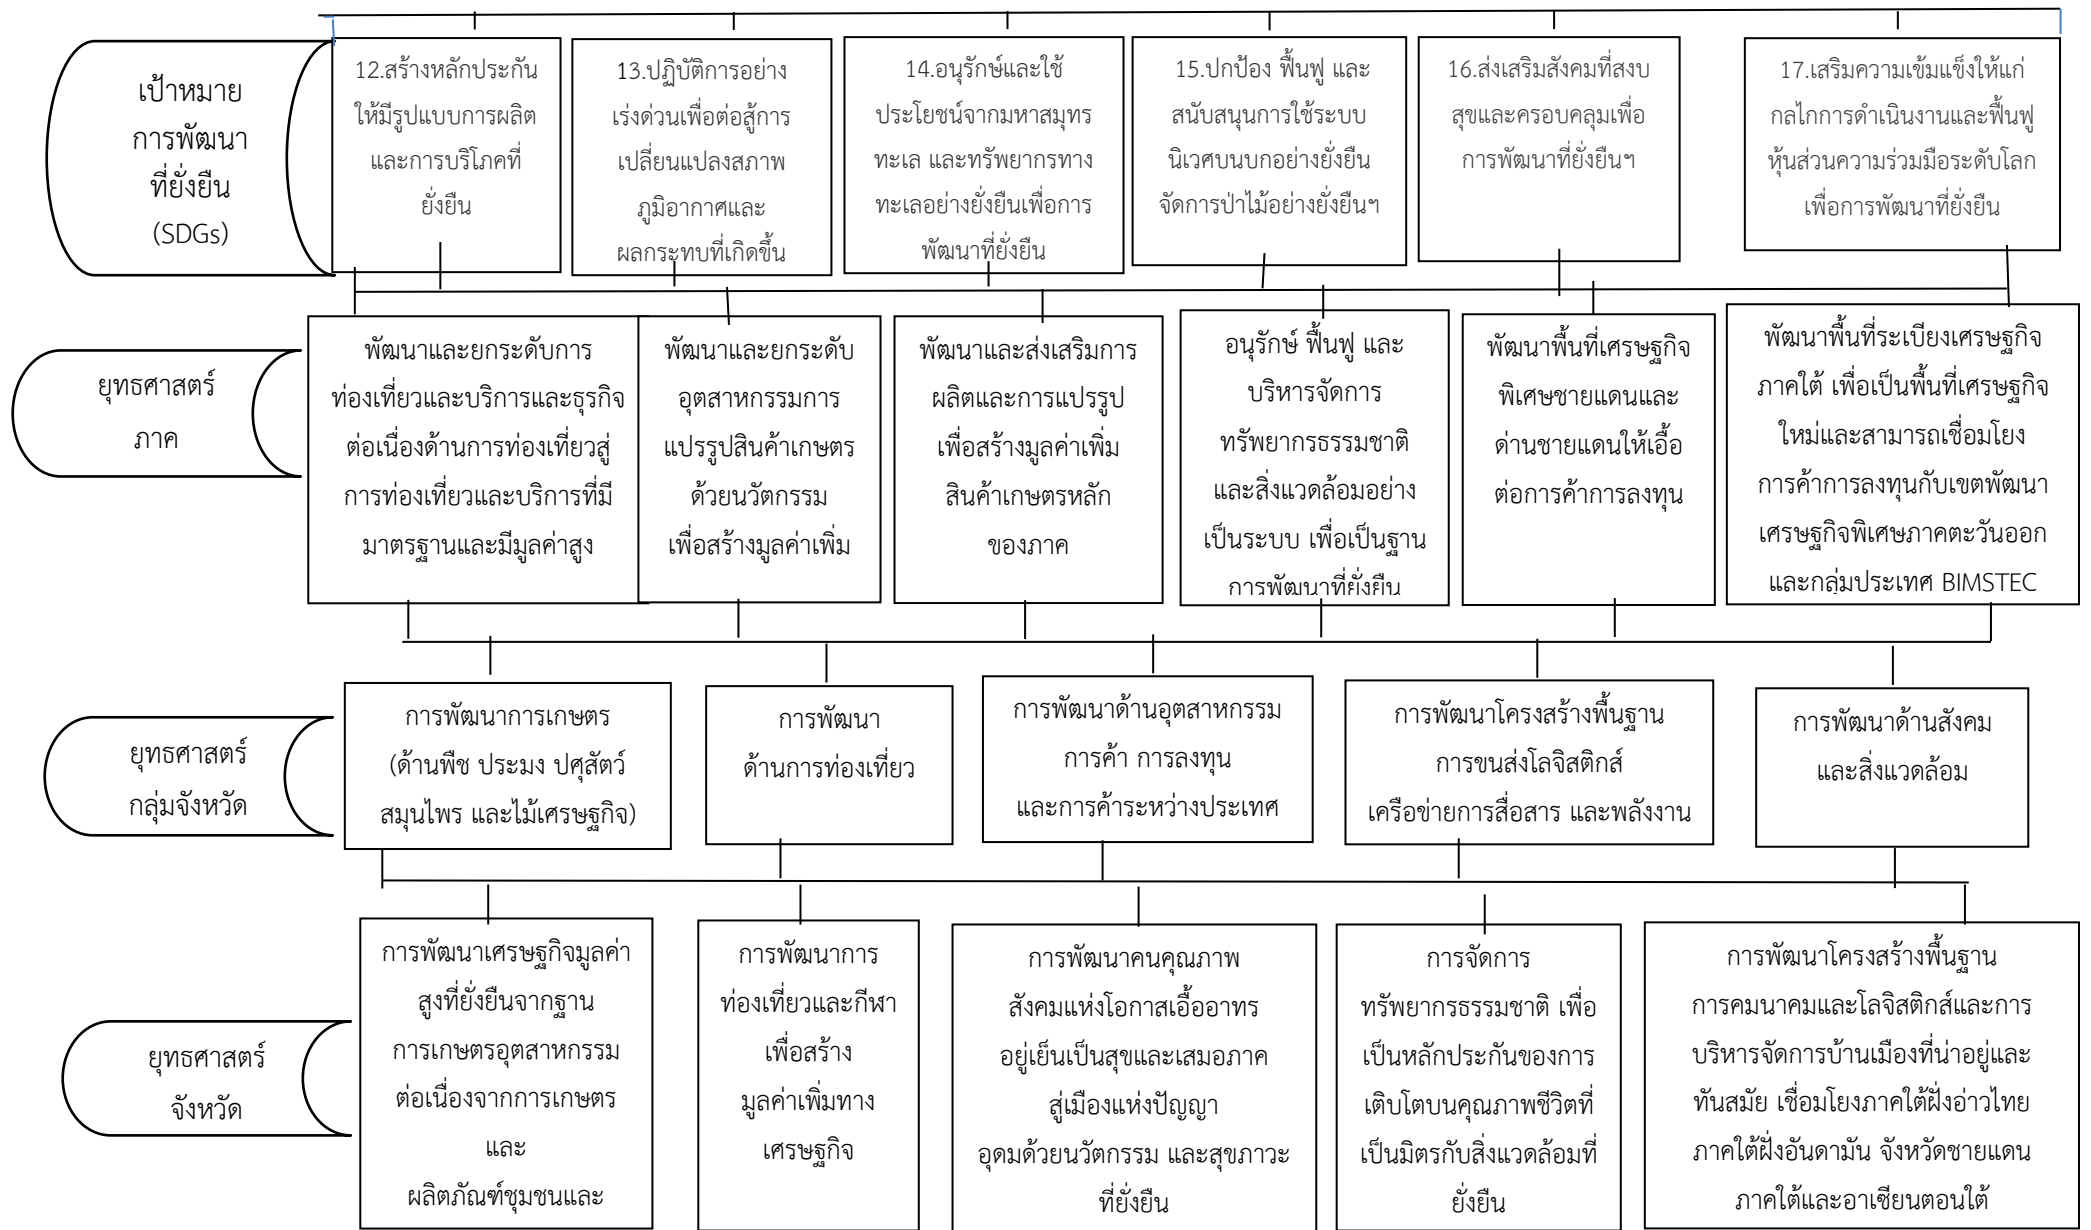 เป้าหมาย
การพัฒนา
ที่ยั่งยืน
(SDGs)
12.สร้างหลักประกัน
ให้มีรูปแบบการผลิต
และการบริโภคที่
ยั่งยืน
13.ปฏิบัติการอย่าง
เร่งด่วนเพื่อต่อสู้การ
เปลี่ยนแปลงสภาพ
ภูมิอากาศและ
ผลกระทบที่เกิดขึ้น
14.อนุรักษ์และใช้
ประโยชน์จากมหาสมุทร
ทะเล และทรัพยากรทาง
ทะเลอย่างยั่งยืนเพื่อการ
พัฒนาที่ยั่งยืน
15.ปกป้อง ฟื้นฟู และ
สนับสนุนการใช้ระบบ
นิเวศบนบกอย่างยั่งยืน
จัดการป่าไม้อย่างยั่งยืนฯ
16.ส่งเสริมสังคมที่สงบ
สุขและครอบคลุมเพื่อ
การพัฒนาที่ยั่งยืนฯ
17.เสริมความเข้มแข็งให้แก่
กลไกการดำเนินงานและฟื้นฟู
หุ้นส่วนความร่วมมือระดับโลก
เพื่อการพัฒนาที่ยั่งยืน
ยุทธศาสตร์
ภาค
พัฒนาและยกระดับการ
ท่องเที่ยวและบริการและธุรกิจ
ต่อเนื่องด้านการท่องเที่ยวสู่
การท่องเที่ยวและบริการที่มี
มาตรฐานและมีมูลค่าสูง
พัฒนาและยกระดับ
อุตสาหกรรมการ
แปรรูปสินค้าเกษตร
ด้วยนวัตกรรม
เพื่อสร้างมูลค่าเพิ่ม
พัฒนาและส่งเสริมการ
ผลิตและการแปรรูป
เพื่อสร้างมูลค่าเพิ่ม
สินค้าเกษตรหลัก
ของภาค
อนุรักษ์ ฟื้นฟู และ
บริหารจัดการ
ทรัพยากรธรรมชาติ
และสิ่งแวดล้อมอย่าง
เป็นระบบ เพื่อเป็นฐาน
การพัฒนาที่ยั่งยืน
พัฒนาพื้นที่เศรษฐกิจ
พิเศษชายแดนและ
ด่านชายแดนให้เอื้อ
ต่อการค้าการลงทุน
พัฒนาพื้นที่ระเบียงเศรษฐกิจ
ภาคใต้ เพื่อเป็นพื้นที่เศรษฐกิจ
ใหม่และสามารถเชื่อมโยง
การค้าการลงทุนกับเขตพัฒนา
เศรษฐกิจพิเศษภาคตะวันออก
และกลุ่มประเทศ BIMSTEC
ยุทธศาสตร์
กลุ่มจังหวัด
การพัฒนาการเกษตร
(ด้านพืช ประมง ปศุสัตว์
สมุนไพร และไม้เศรษฐกิจ)
การพัฒนา
ด้านการท่องเที่ยว
การพัฒนาด้านอุตสาหกรรม
การค้า การลงทุน
และการค้าระหว่างประเทศ
การพัฒนาโครงสร้างพื้นฐาน
การขนส่งโลจิสติกส์
เครือข่ายการสื่อสาร และพลังงาน
การพัฒนาด้านสังคม
และสิ่งแวดล้อม
ยุทธศาสตร์
จังหวัด
การพัฒนาเศรษฐกิจมูลค่า
สูงที่ยั่งยืนจากฐาน
การเกษตรอุตสาหกรรม
ต่อเนื่องจากการเกษตร
และ
ผลิตภัณฑ์ชุมชนและ
การพัฒนาการ
ท่องเที่ยวและกีฬา
เพื่อสร้าง
มูลค่าเพิ่มทาง
เศรษฐกิจ
การพัฒนาคนคุณภาพ
สังคมแห่งโอกาสเอื้ออาทร
อยู่เย็นเป็นสุขและเสมอภาค
สู่เมืองแห่งปัญญา
อุดมด้วยนวัตกรรม และสุขภาวะ
ที่ยั่งยืน
การจัดการ
ทรัพยากรธรรมชาติ เพื่อ
เป็นหลักประกันของการ
เติบโตบนคุณภาพชีวิตที่
เป็นมิตรกับสิ่งแวดล้อมที่
ยั่งยืน
การพัฒนาโครงสร้างพื้นฐาน
การคมนาคมและโลจิสติกส์และการ
บริหารจัดการบ้านเมืองที่น่าอยู่และ
ทันสมัย เชื่อมโยงภาคใต้ฝั่งอ่าวไทย
ภาคใต้ฝั่งอันดามัน จังหวัดชายแดน
ภาคใต้และอาเซียนตอนใต้